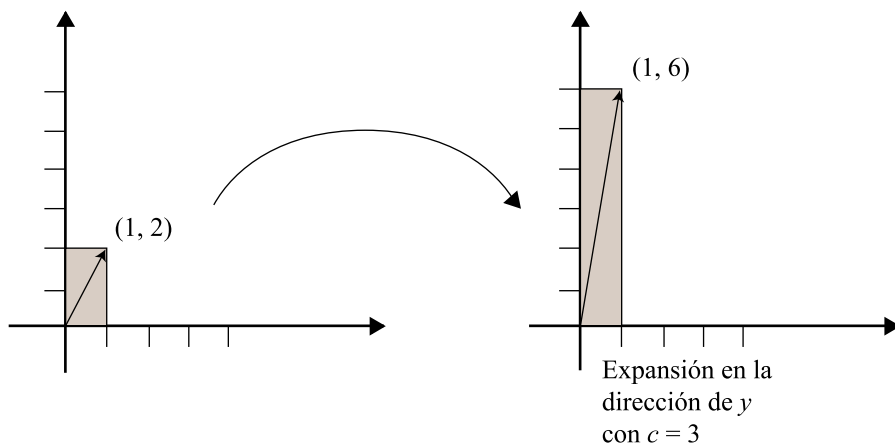 (1, 2)
(1, 6)
Expansión en la
dirección de y
con c = 3